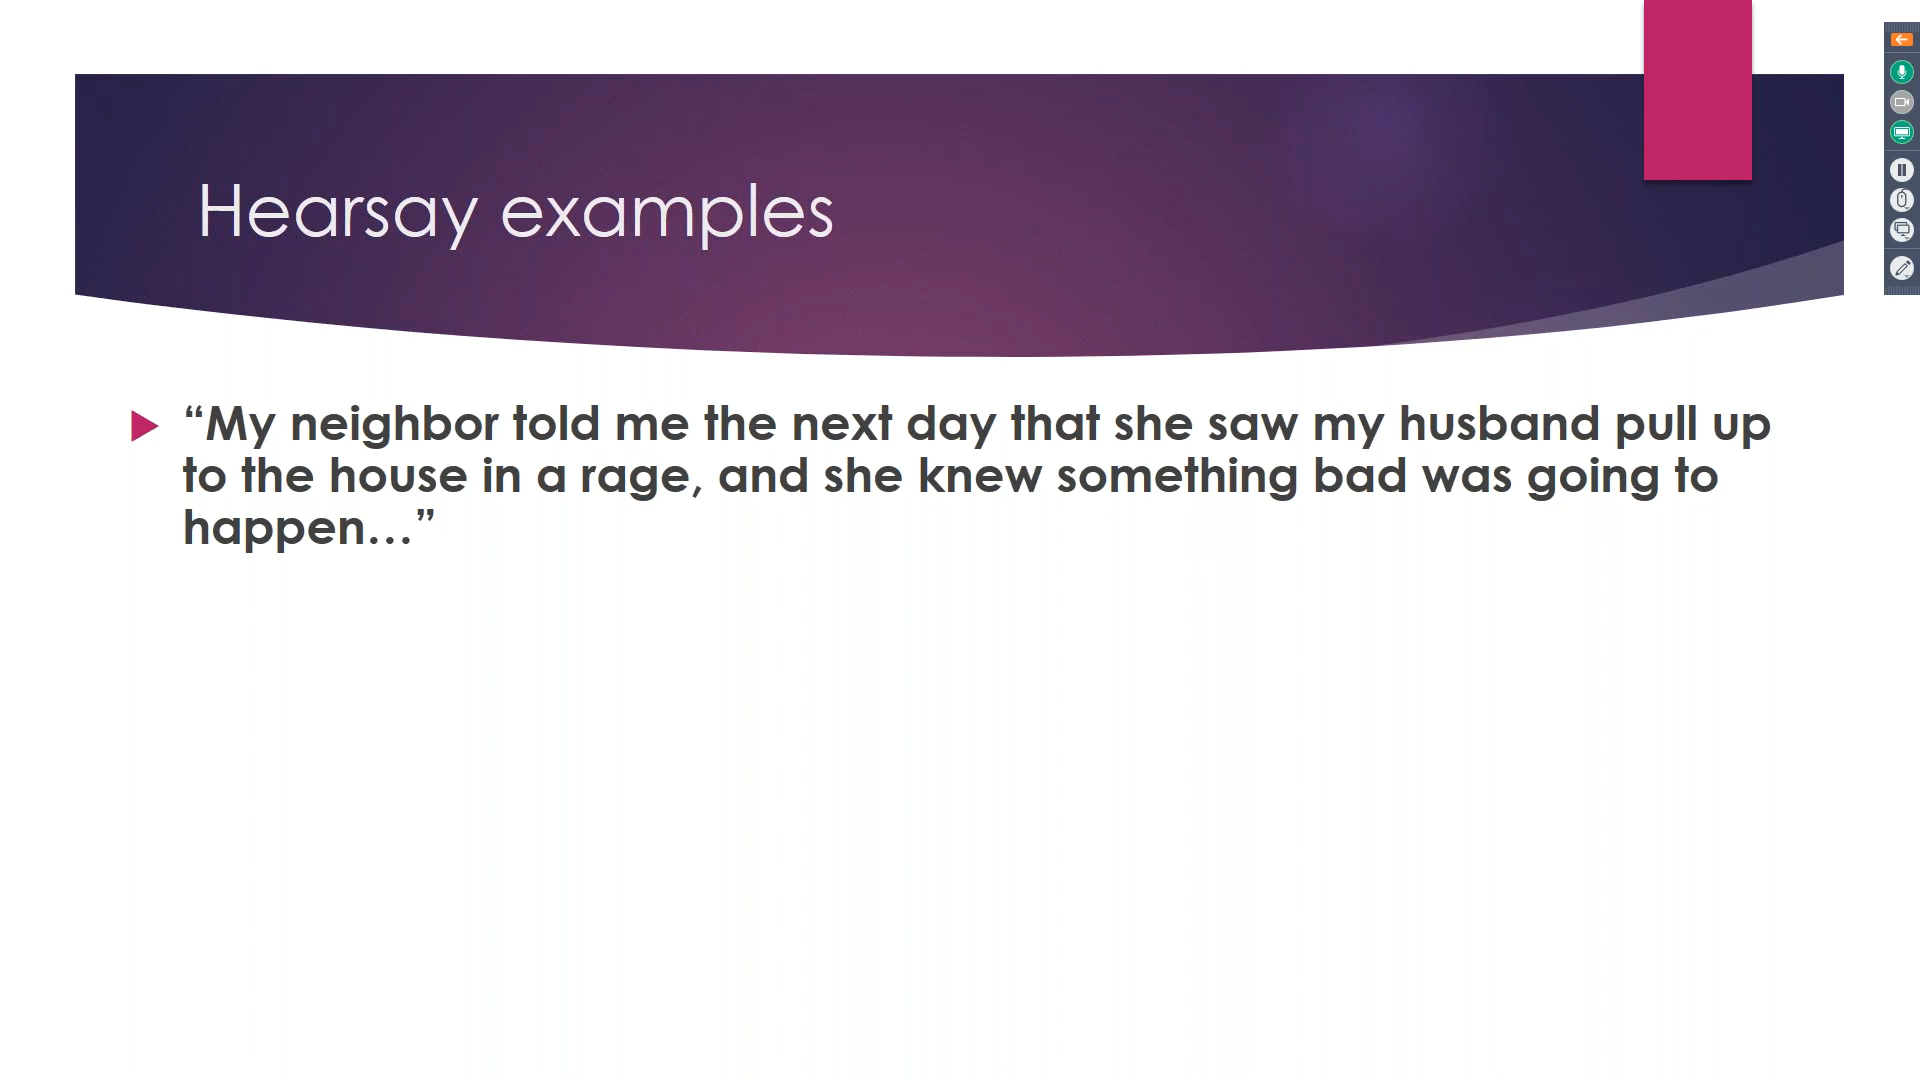 Hearsay examples
“My neighbor told me the next day that she saw my husband pull up
to the house in a rage, and she knew something bad was going to
happen…”